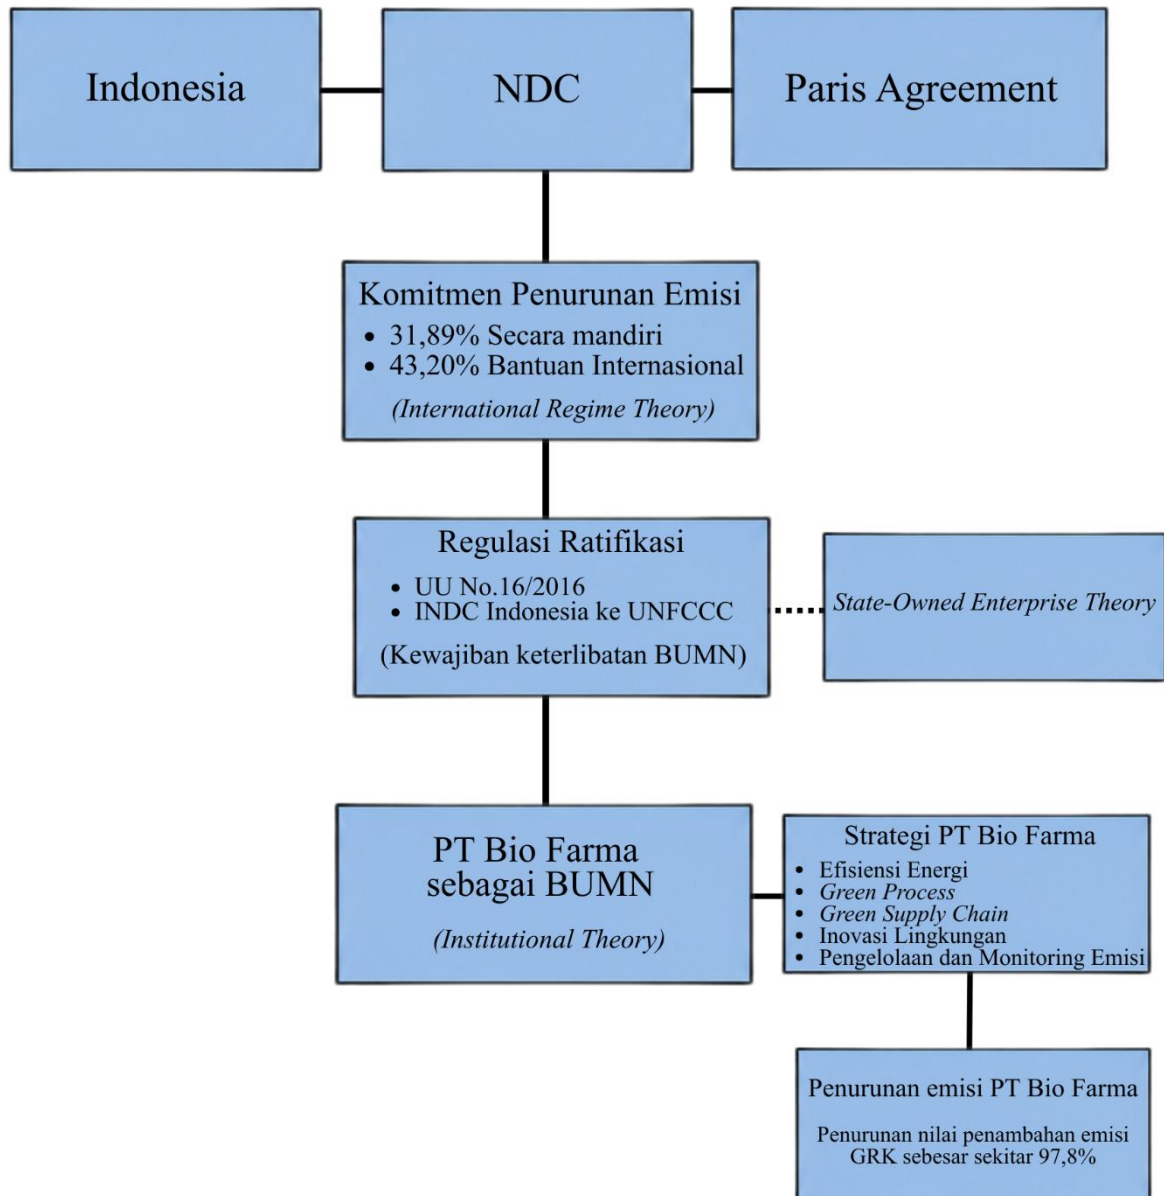 Indonesia
NDC
Paris Agreement
Komitmen Penurunan Emisi
• 31,89% Secara mandiri
• 43,20% Bantuan Internasional
(International Regime Theory)
Regulasi Ratifikasi
• UU No.16/2016
• INDC Indonesia ke UNFCCC
(Kewajiban keterlibatan BUMN)
State-Owned Enterprise Theory
PT Bio Farma
sebagai BUMN
(Institutional Theory)
Strategi PT Bio Farma
• Efisiensi Energi
• Green Process
• Green Supply Chain
• Inovasi Lingkungan
• Pengelolaan dan Monitoring Emisi
Penurunan emisi PT Bio Farma
Penurunan nilai penambahan emisi
GRK sebesar sekitar 97,8%